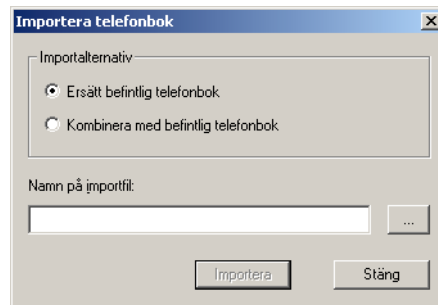 Importera telefonbok
Importalternativ
Ersätt befintlig telefonbok
Kombinera med befintlig telefonbok
Namn på importfil:
...
Importera
Stäng